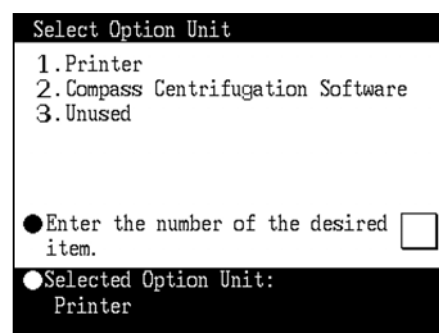 Select Option Unit
1.Printer
2.Compass Centrifugation Software
3.Unused
●Enter the number of the desired
item.
●Selected Option Unit:
Printer